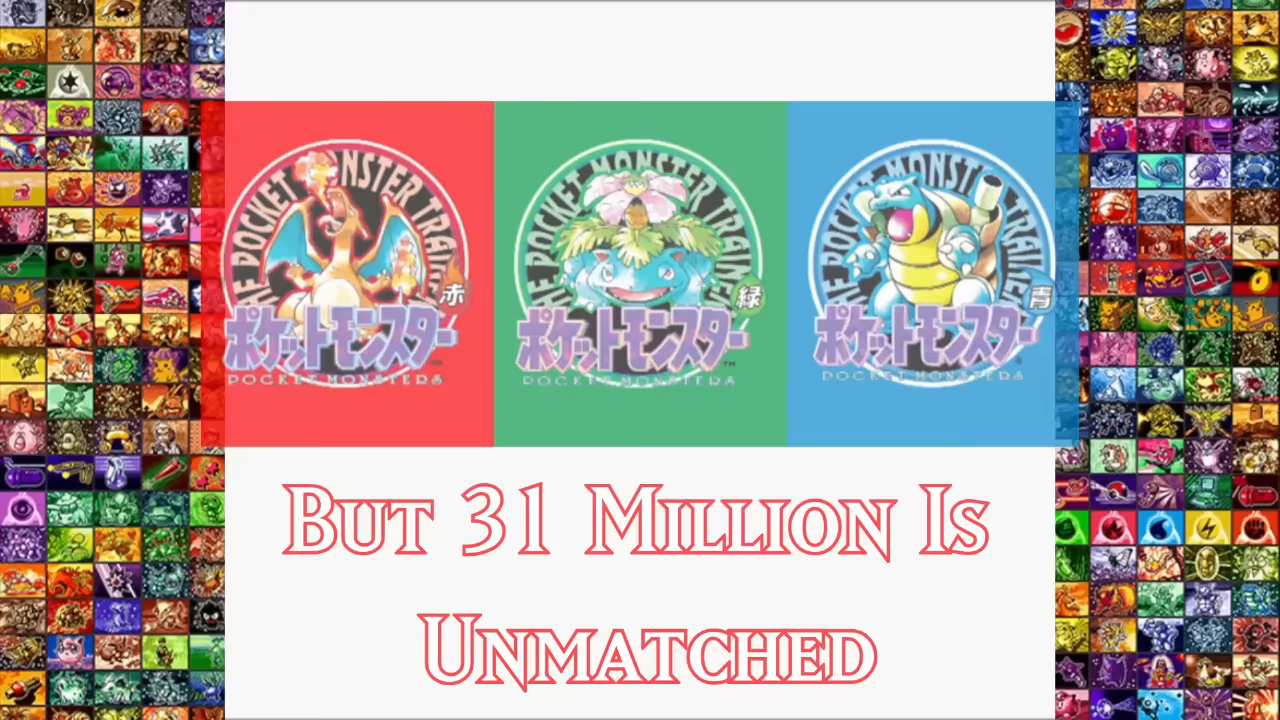 THE POCKET MONSTER TRAINER
赤
ポケットモンスター
POCKET MONSTERS
THE POCKET MONSTER TRAINER
緑
ポケットモンスター
POCKET MONSTERS
THE POCKET MONSTER TRAINER
青
ポケットモンスター
POCKET MONSTERS
But 31 Million Is
Unmatched